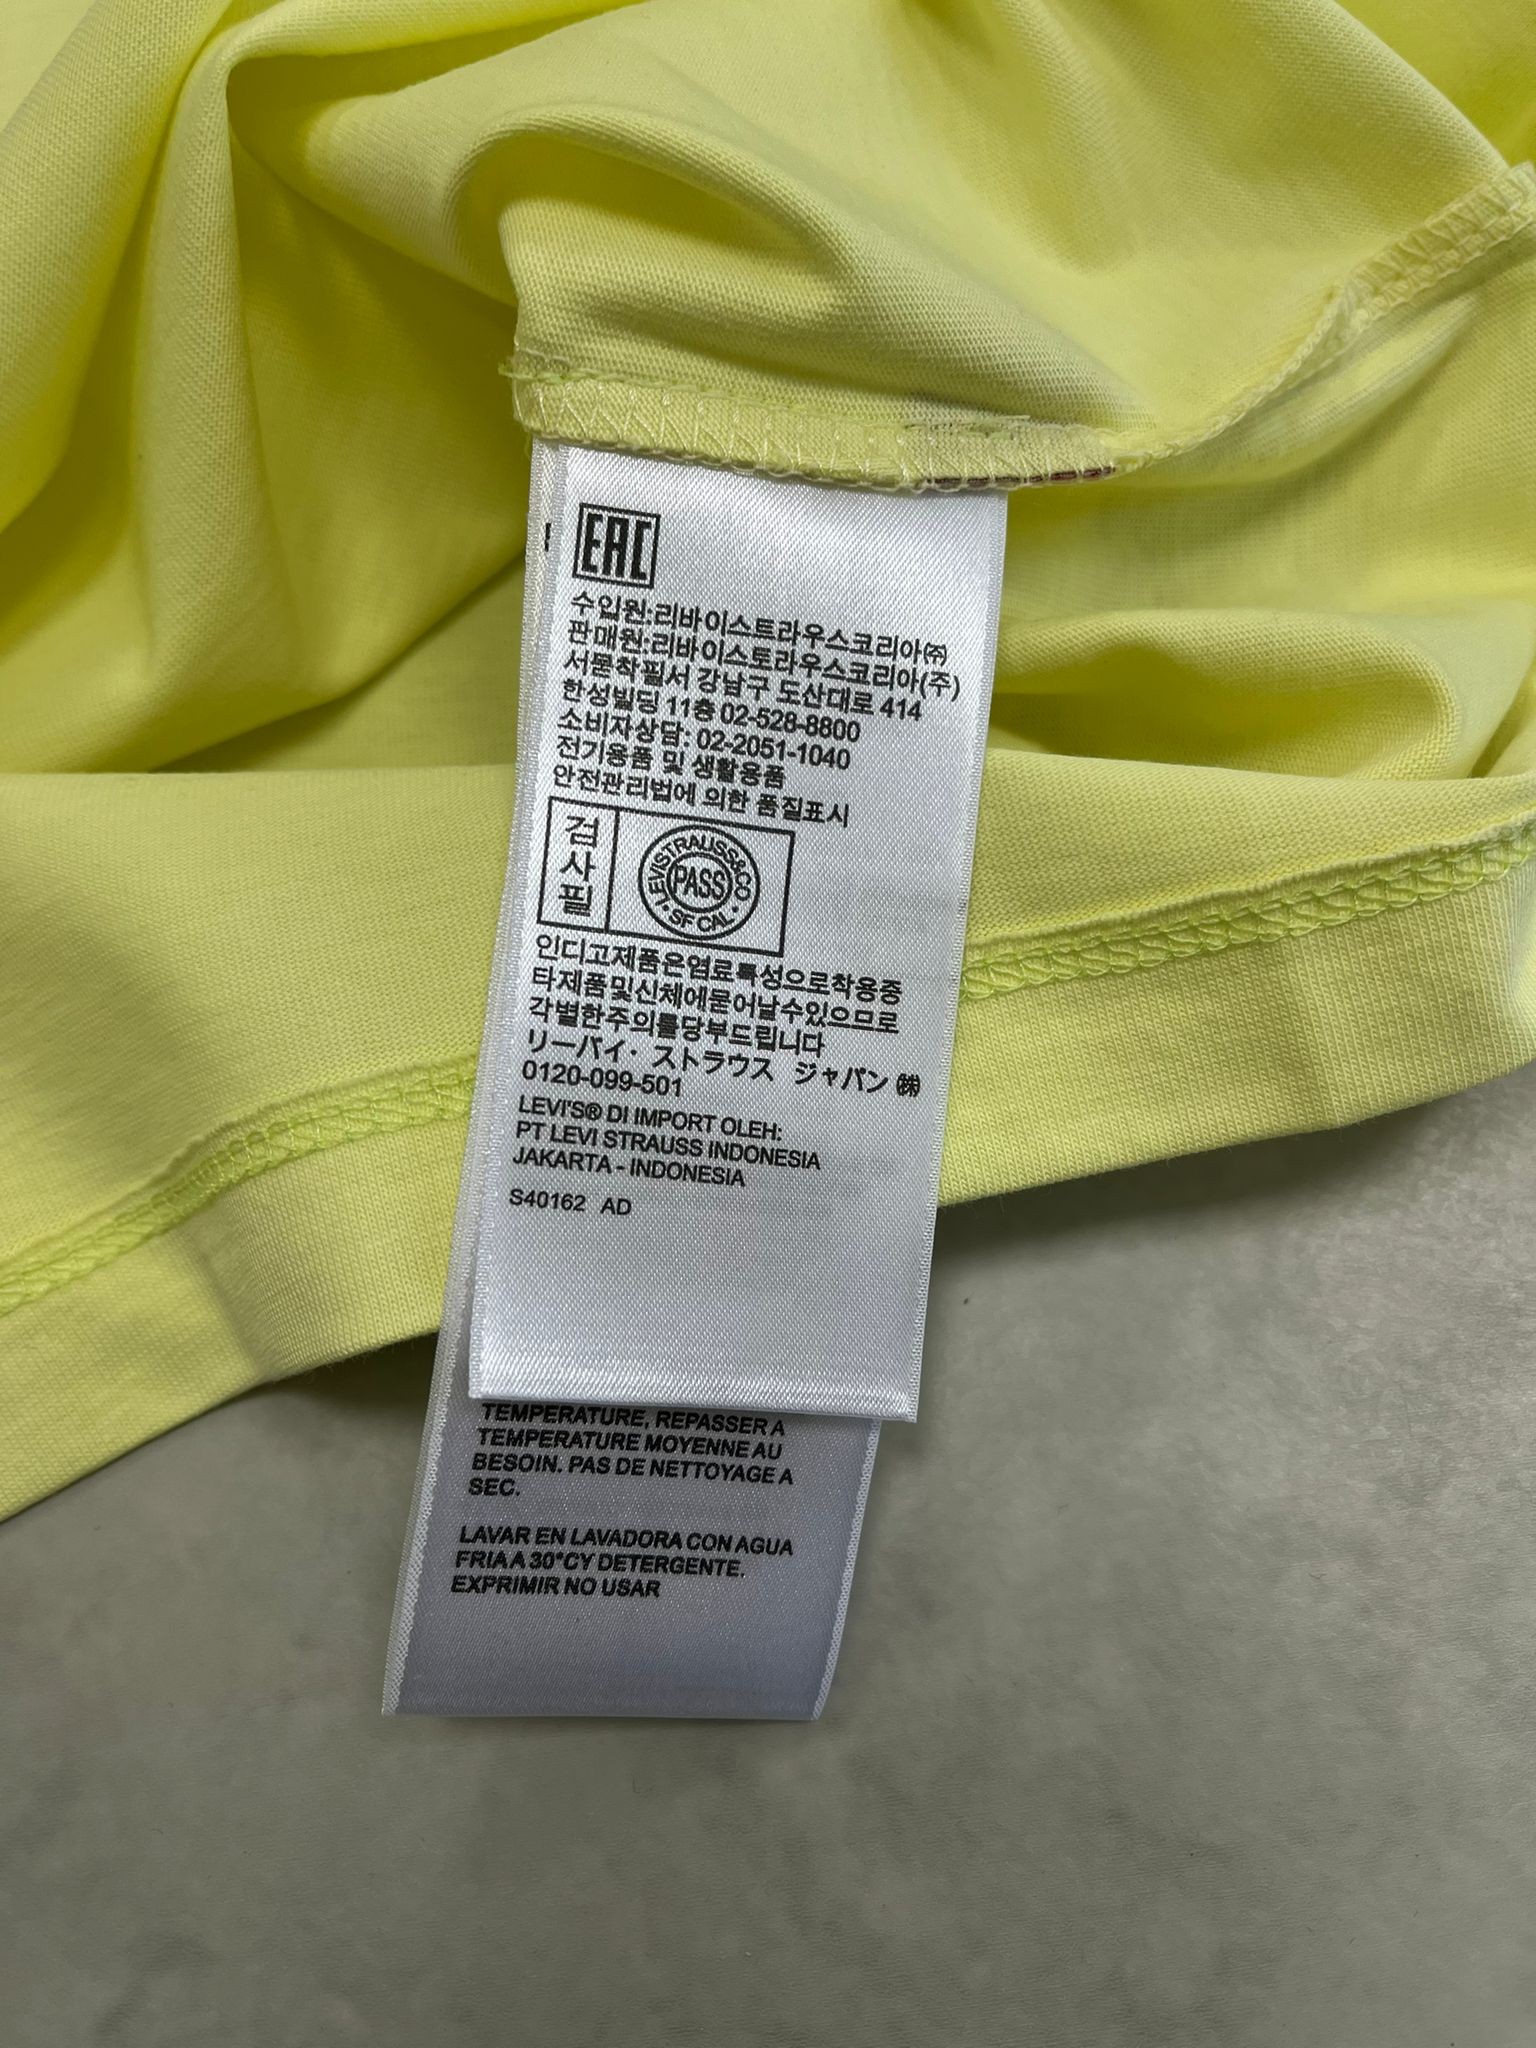 EAC
수입원:리바이스트라우스코리아㈜
판매원:리바이스토라우스코리아(주)
서묻착필서 강남구 도산대로 414
한성빌딩 11층 02-528-8800
소비자상담: 02-2051-1040
전기용품 및 생활용품
안전관리법에 의한 품질표시
검사필
LEVISTRAUSS&CO
PASS
• SF CAL •
인디고제품은염료특성으로착용중
타제품및신체에묻어날수있으므로
각별한주의를당부드립니다
リーバイ・ストラウス ジャパン ㈱
0120-099-501
LEVI'S® DI IMPORT OLEH:
PT LEVI STRAUSS INDONESIA
JAKARTA - INDONESIA
S40162 AD
TEMPERATURE, REPASSER A
TEMPERATURE MOYENNE AU
BESOIN. PAS DE NETTOYAGE A
SEC.
LAVAR EN LAVADORA CON AGUA
FRIA A 30°C Y DETERGENTE.
EXPRIMIR NO USAR